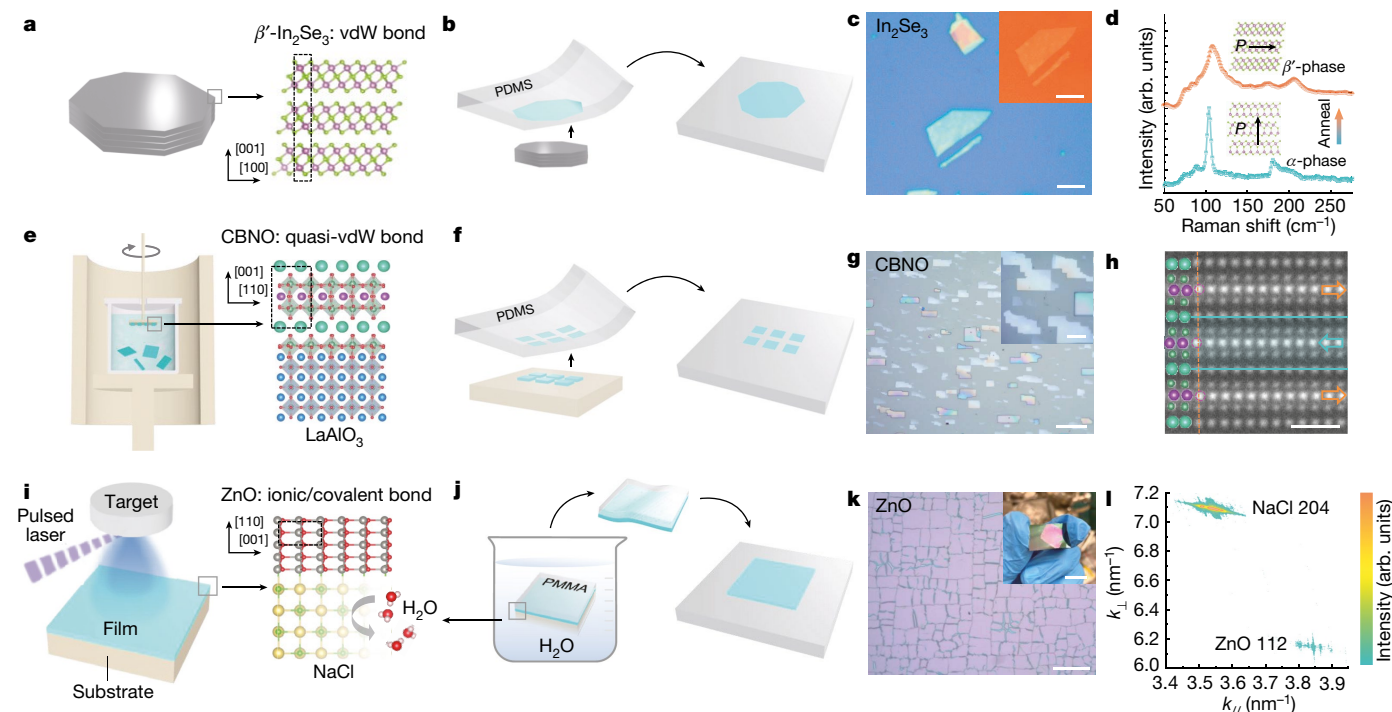 a
β′-In₂Se₃: vdW bond
[001]
[100]
b
PDMS
c
In₂Se₃
d
Intensity (arb. units)
P
β′-phase
P
Anneal
α-phase
50 100 150 200 250
Raman shift (cm⁻¹)
e
CBNO: quasi-vdW bond
[001]
[110]
LaAlO₃
f
PDMS
g
CBNO
h
i
Target
Pulsed
laser
Film
Substrate
ZnO: ionic/covalent bond
[110]
[001]
H₂O
NaCl
j
PMMA
H₂O
k
ZnO
l
7.2
7.0
6.8
6.6
6.4
6.2
6.0
k⊥ (nm⁻¹)
NaCl 204
ZnO 112
3.4 3.5 3.6 3.7 3.8 3.9
k// (nm⁻¹)
Intensity (arb. units)